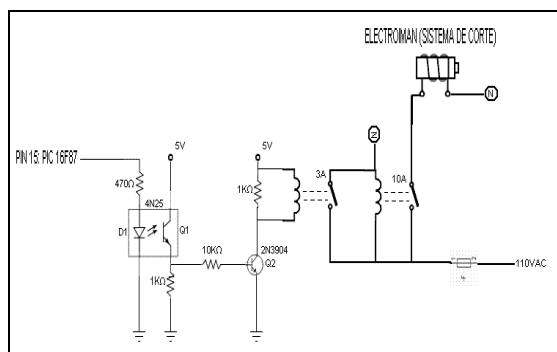 ELECTROIMAN (SISTEMA DE CORTE)
N
5V
5V
N
PIN 15: PIC 16F87
3A
10A
470Ω
4N25
1KΩ
D1
Q1
10KΩ
2N3904
Q2
1KΩ
110VAC